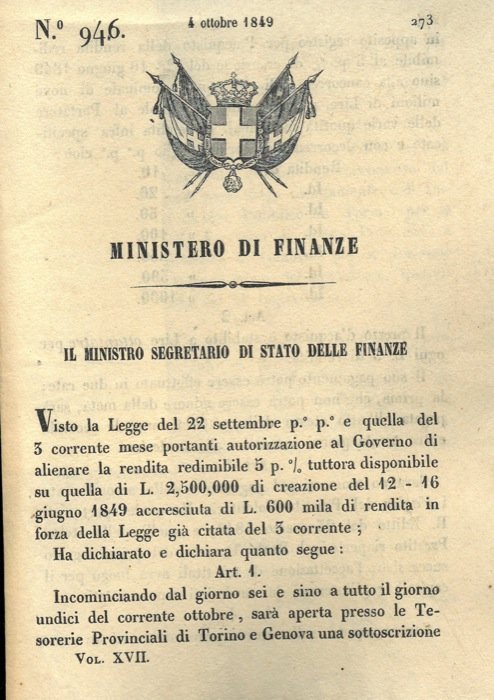 N.º 946.
4 ottobre 1849
273
MINISTERO DI FINANZE
IL MINISTRO SEGRETARIO DI STATO DELLE FINANZE
Visto la Legge del 22 settembre p.º p.º e quella del
3 corrente mese portanti autorizzazione al Governo di
alienare la rendita redimibile 5 p. % tuttora disponibile
su quella di L. 2,500,000 di creazione del 12 - 16
giugno 1849 accresciuta di L. 600 mila di rendita in
forza della Legge già citata del 3 corrente ;
Ha dichiarato e dichiara quanto segue :
Art. 1.
Incominciando dal giorno sei e sino a tutto il giorno
undici del corrente ottobre , sarà aperta presso le Te-
sorerie Provinciali di Torino e Genova una sottoscrizione
VOL. XVII.